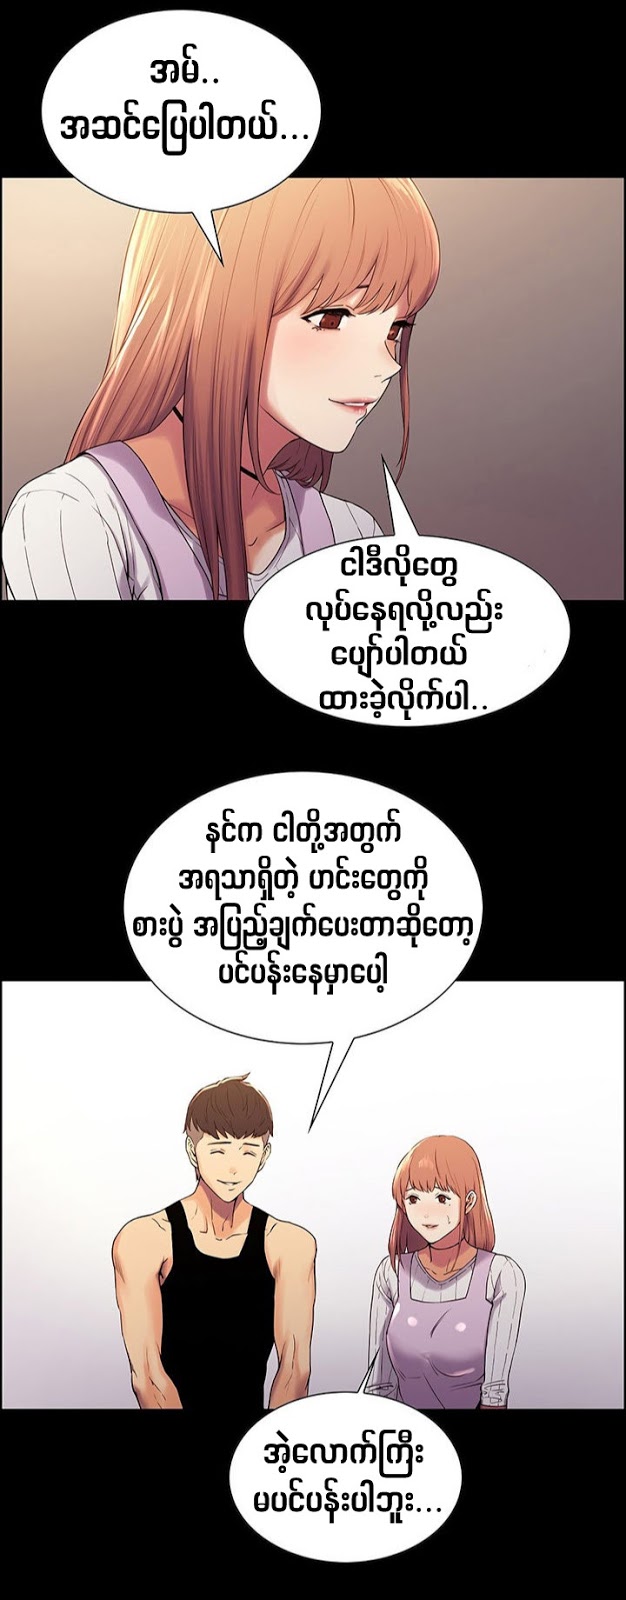 အမ်..
အဆင်ပြေပါတယ်...
ငါဒီလိုတွေ
လုပ်နေရလို့လည်း
ပျော်ပါတယ်
ထားခဲ့လိုက်ပါ..
နင်က ငါတို့အတွက်
အရသာရှိတဲ့ ဟင်းတွေကို
စားပွဲ အပြည့်ချက်ပေးတာဆိုတော့
ပင်ပန်းနေမှာပေါ့
အဲ့လောက်ကြီး
မပင်ပန်းပါဘူး...